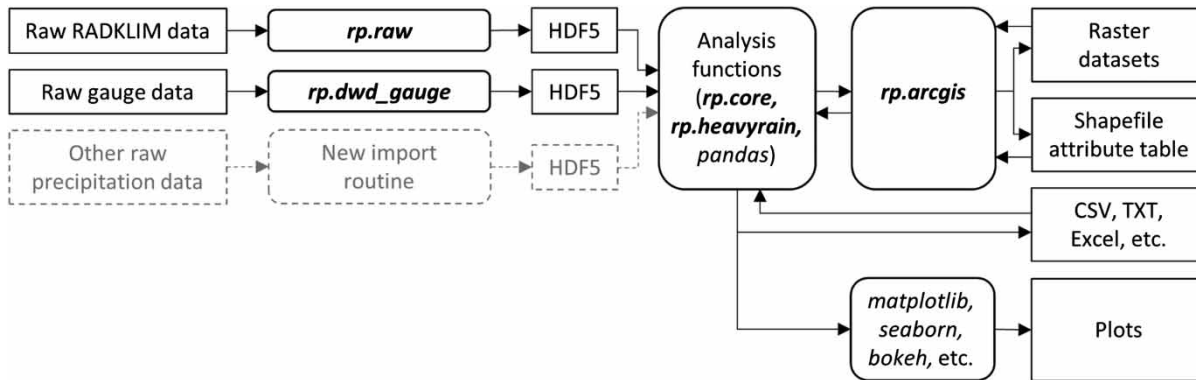 Raw RADKLIM data
rp.raw
HDF5
Raw gauge data
rp.dwd_gauge
HDF5
Other raw
precipitation data
New import
routine
HDF5
Analysis
functions
(rp.core,
rp.heavyrain,
pandas)
rp.arcgis
Raster
datasets
Shapefile
attribute table
CSV, TXT,
Excel, etc.
matplotlib,
seaborn,
bokeh, etc.
Plots